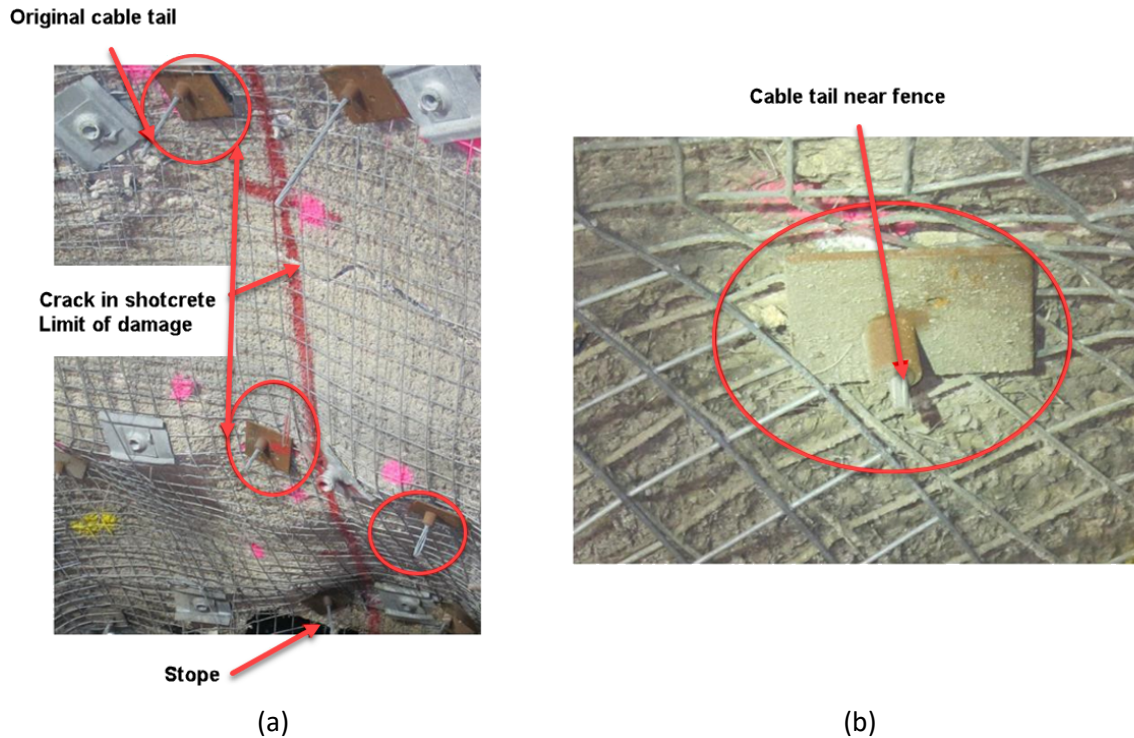 Original cable tail
Cable tail near fence
Crack in shotcrete
Limit of damage
Stope
(a)
(b)